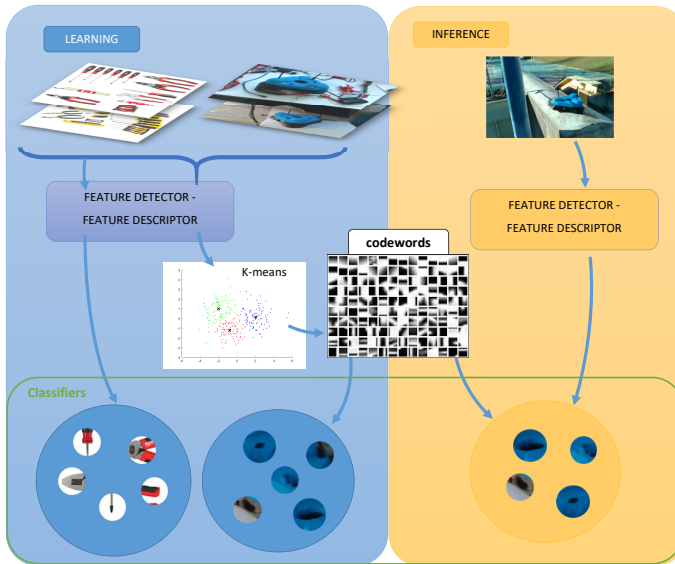 LEARNING
INFERENCE
FEATURE DETECTOR -
FEATURE DESCRIPTOR
FEATURE DETECTOR -
FEATURE DESCRIPTOR
codewords
K-means
Classifiers